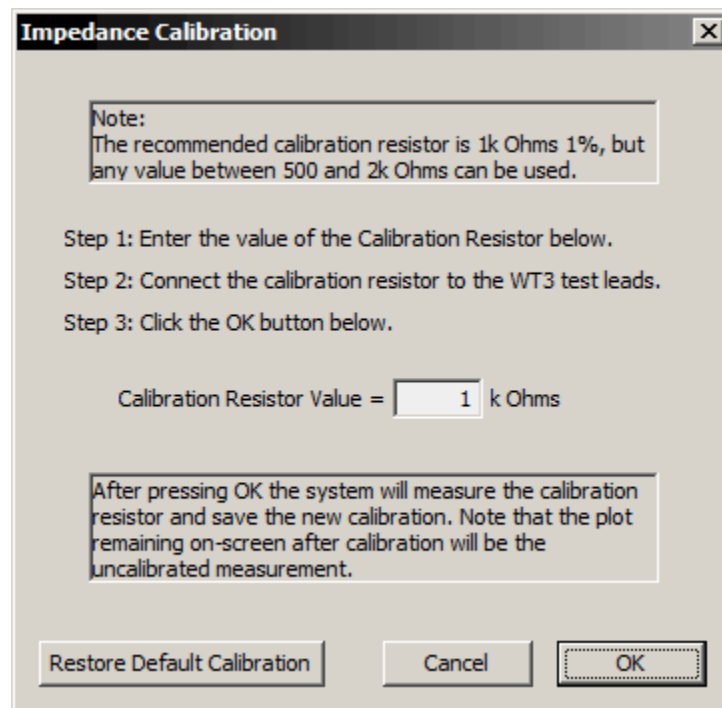 Impedance Calibration
Note:
The recommended calibration resistor is 1k Ohms 1%, but
any value between 500 and 2k Ohms can be used.
Step 1: Enter the value of the Calibration Resistor below.
Step 2: Connect the calibration resistor to the WT3 test leads.
Step 3: Click the OK button below.
Calibration Resistor Value = 1 k Ohms
After pressing OK the system will measure the calibration
resistor and save the new calibration. Note that the plot
remaining on-screen after calibration will be the
uncalibrated measurement.
Restore Default Calibration Cancel OK